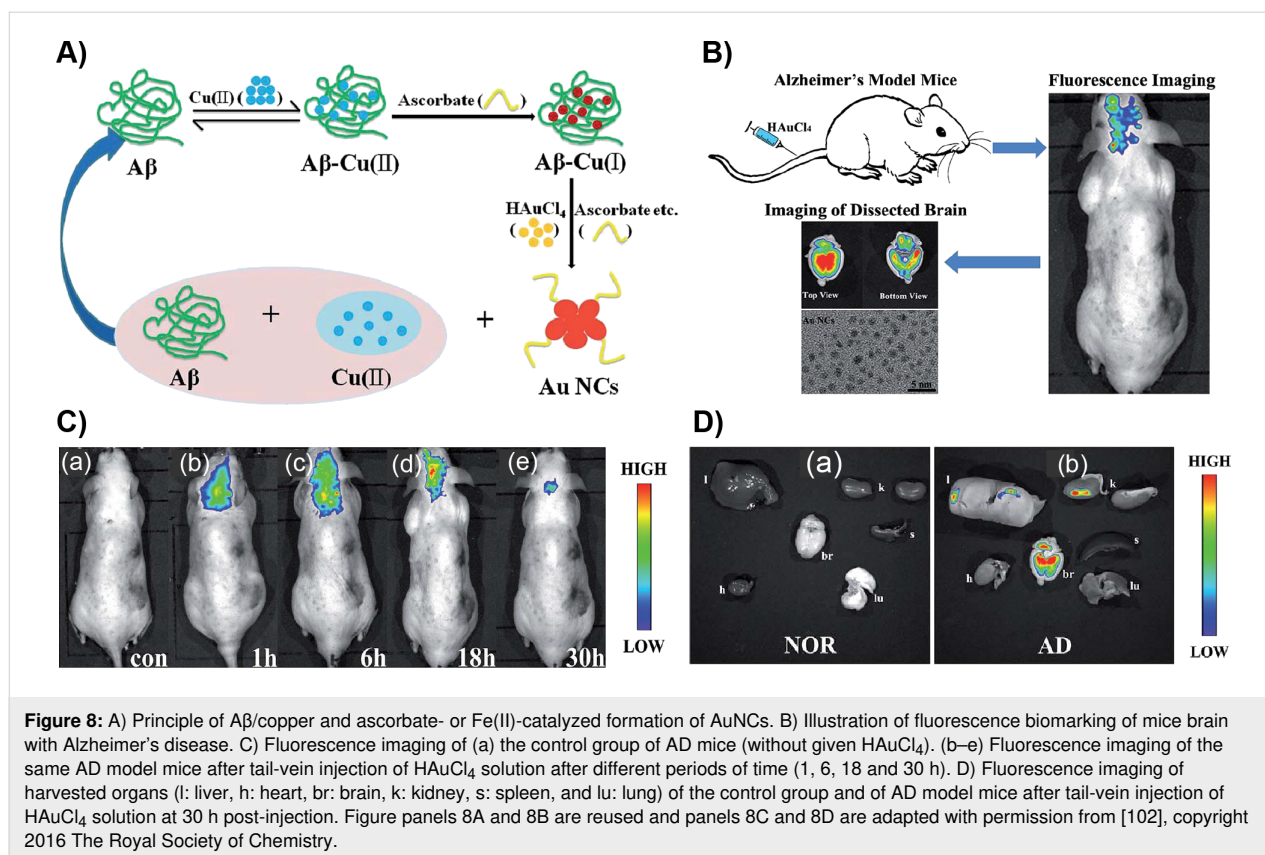 A)
Aβ
Cu(II) ( )
Aβ-Cu(II)
Ascorbate ( )
Aβ-Cu(I)
HAuCl4
( )
Ascorbate etc.
( )
+
+
Aβ
Cu(II)
Au NCs
B)
Alzheimer's Model Mice
HAuCl4
Fluorescence Imaging
Imaging of Dissected Brain
Top View
Bottom View
Au NCs
5 nm
C)
(a)
(b)
(c)
(d)
(e)
con
1h
6h
18h
30h
HIGH
LOW
D)
(a)
l
k
br
s
h
lu
NOR
(b)
l
k
s
h
br
lu
AD
HIGH
LOW
Figure 8: A) Principle of Aβ/copper and ascorbate- or Fe(II)-catalyzed formation of AuNCs. B) Illustration of fluorescence biomarking of mice brain
with Alzheimer's disease. C) Fluorescence imaging of (a) the control group of AD mice (without given HAuCl4). (b–e) Fluorescence imaging of the
same AD model mice after tail-vein injection of HAuCl4 solution after different periods of time (1, 6, 18 and 30 h). D) Fluorescence imaging of
harvested organs (l: liver, h: heart, br: brain, k: kidney, s: spleen, and lu: lung) of the control group and of AD model mice after tail-vein injection of
HAuCl4 solution at 30 h post-injection. Figure panels 8A and 8B are reused and panels 8C and 8D are adapted with permission from [102], copyright
2016 The Royal Society of Chemistry.